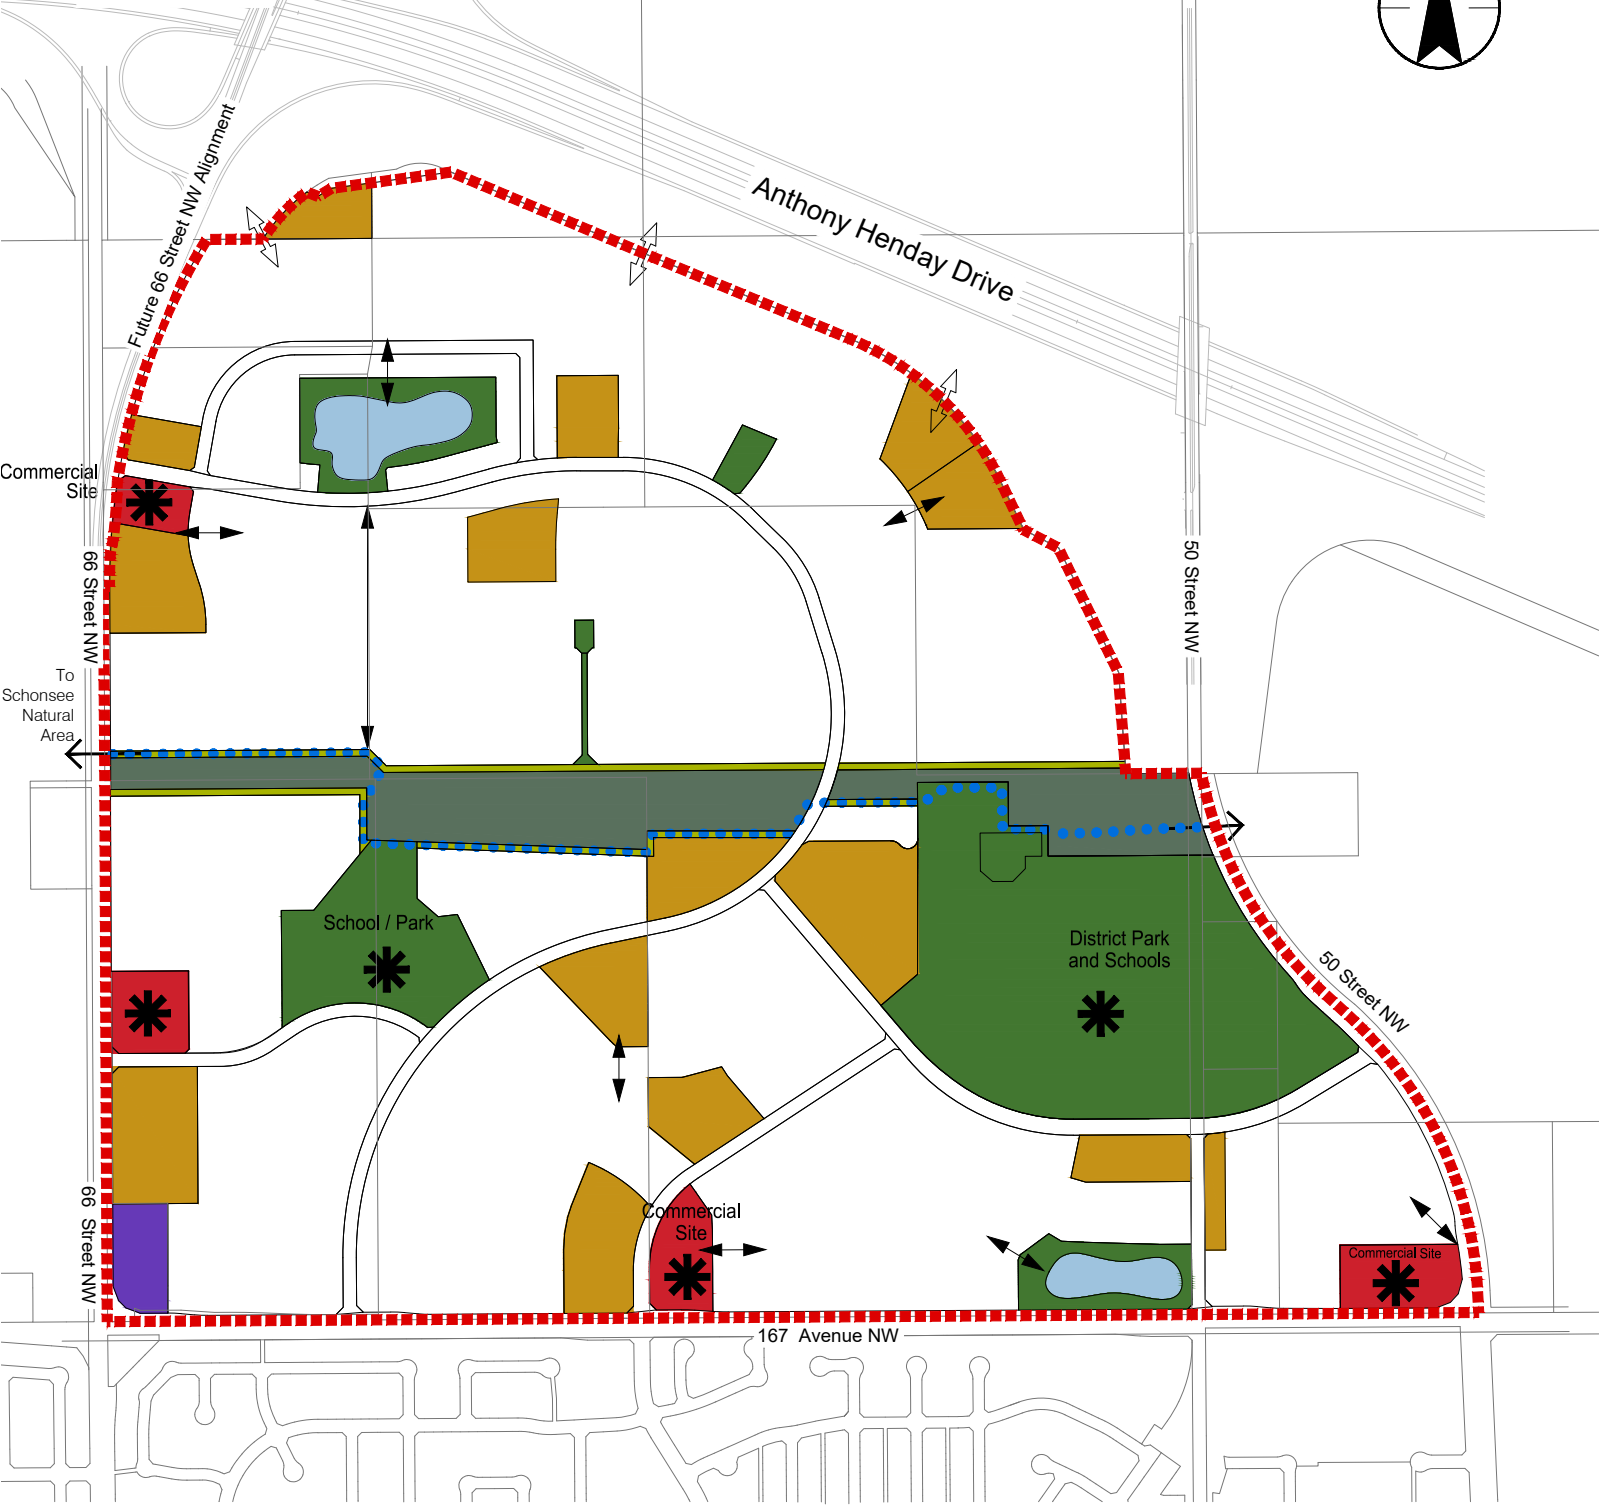 Future 66 Street NW Alignment
Anthony Henday Drive
Commercial
Site
66 Street NW
50 Street NW
To
Schonsee
Natural
Area
School / Park
District Park
and Schools
50 Street NW
66 Street NW
Commercial
Site
Commercial Site
167 Avenue NW